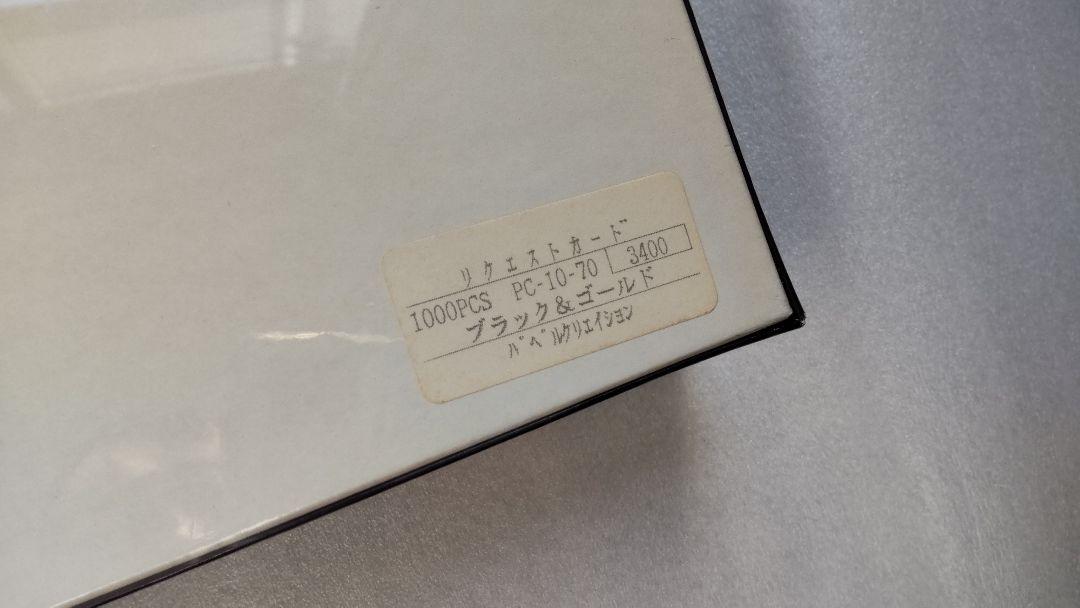 リクエストカード
1000PCS PC-10-70 3400
ブラック&ゴールド
バベルクリエイション